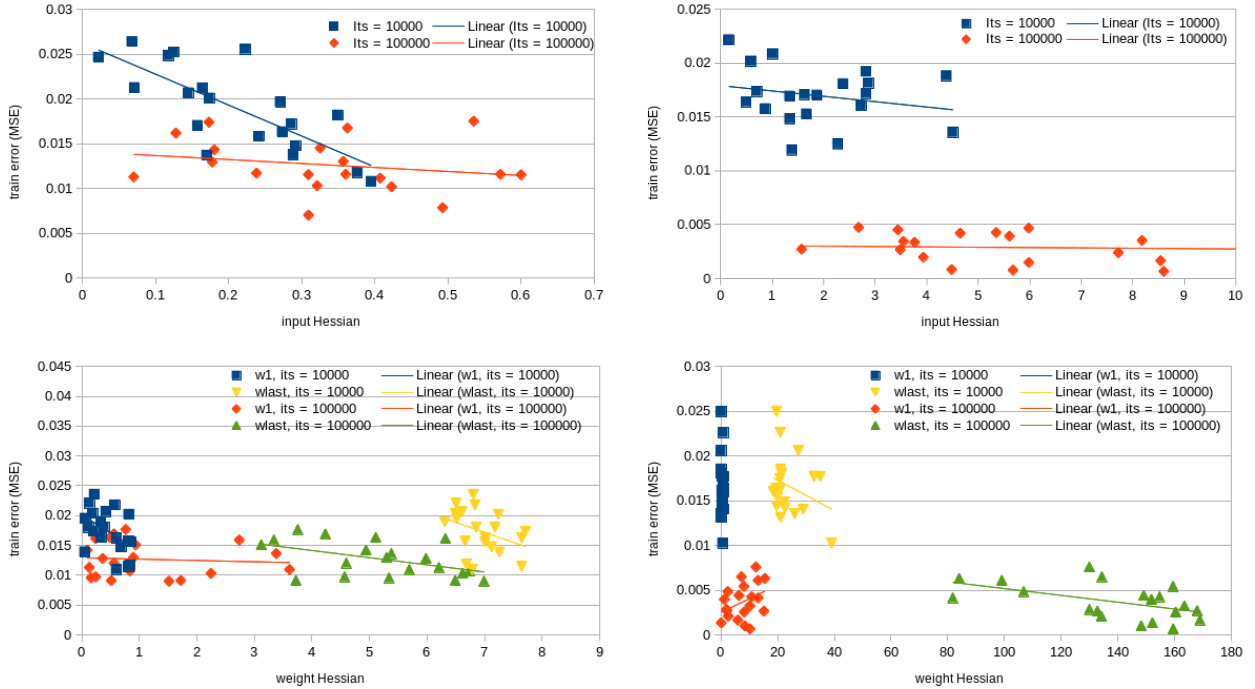 0.03
0.025
0.02
0.015
0.01
0.005
0
train error (MSE)
Its = 10000
Linear (Its = 10000)
Its = 100000
Linear (Its = 100000)
0 0.1 0.2 0.3 0.4 0.5 0.6 0.7
input Hessian
0.025
0.02
0.015
0.01
0.005
0
train error (MSE)
Its = 10000
Linear (Its = 10000)
Its = 100000
Linear (Its = 100000)
0 1 2 3 4 5 6 7 8 9 10
input Hessian
0.045
0.04
0.035
0.03
0.025
0.02
0.015
0.01
0.005
0
train error (MSE)
w1, its = 10000
Linear (w1, its = 10000)
wlast, its = 10000
Linear (wlast, its = 10000)
w1, its = 100000
Linear (w1, its = 100000)
wlast, its = 100000
Linear (wlast, its = 100000)
0 1 2 3 4 5 6 7 8 9
weight Hessian
0.03
0.025
0.02
0.015
0.01
0.005
0
train error (MSE)
w1, its = 10000
Linear (w1, its = 10000)
wlast, its = 10000
Linear (wlast, its = 10000)
w1, its = 100000
Linear (w1, its = 100000)
wlast, its = 100000
Linear (wlast, its = 100000)
0 20 40 60 80 100 120 140 160 180
weight Hessian